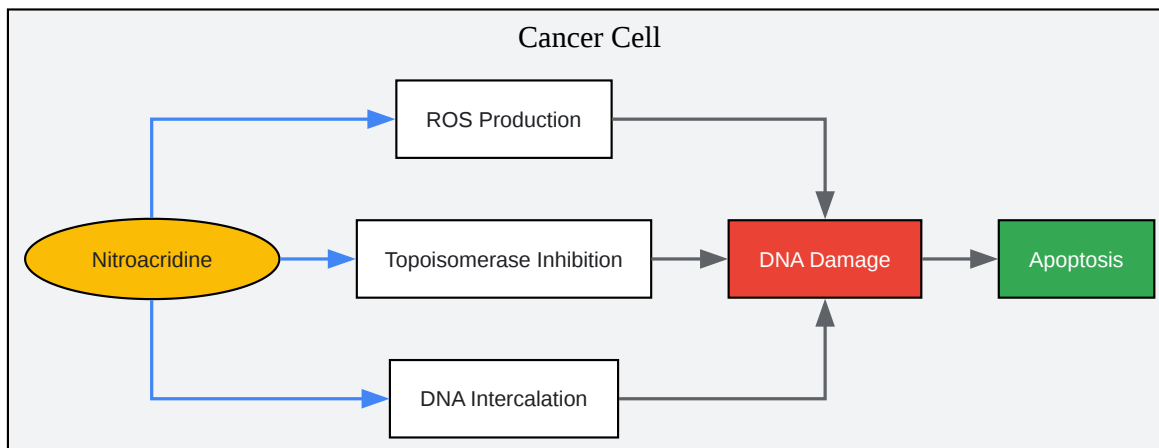 Cancer Cell
ROS Production
Nitroacridine
Topoisomerase Inhibition
DNA Damage
Apoptosis
DNA Intercalation